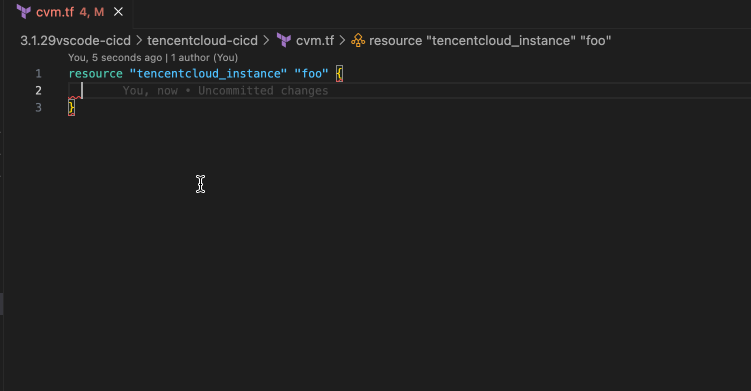 cvm.tf 4, M
3.1.29vscode-cicd > tencentcloud-cicd > cvm.tf > resource "tencentcloud_instance" "foo"
You, 5 seconds ago | 1 author (You)
1 resource "tencentcloud_instance" "foo" {
2 You, now • Uncommitted changes
3 }